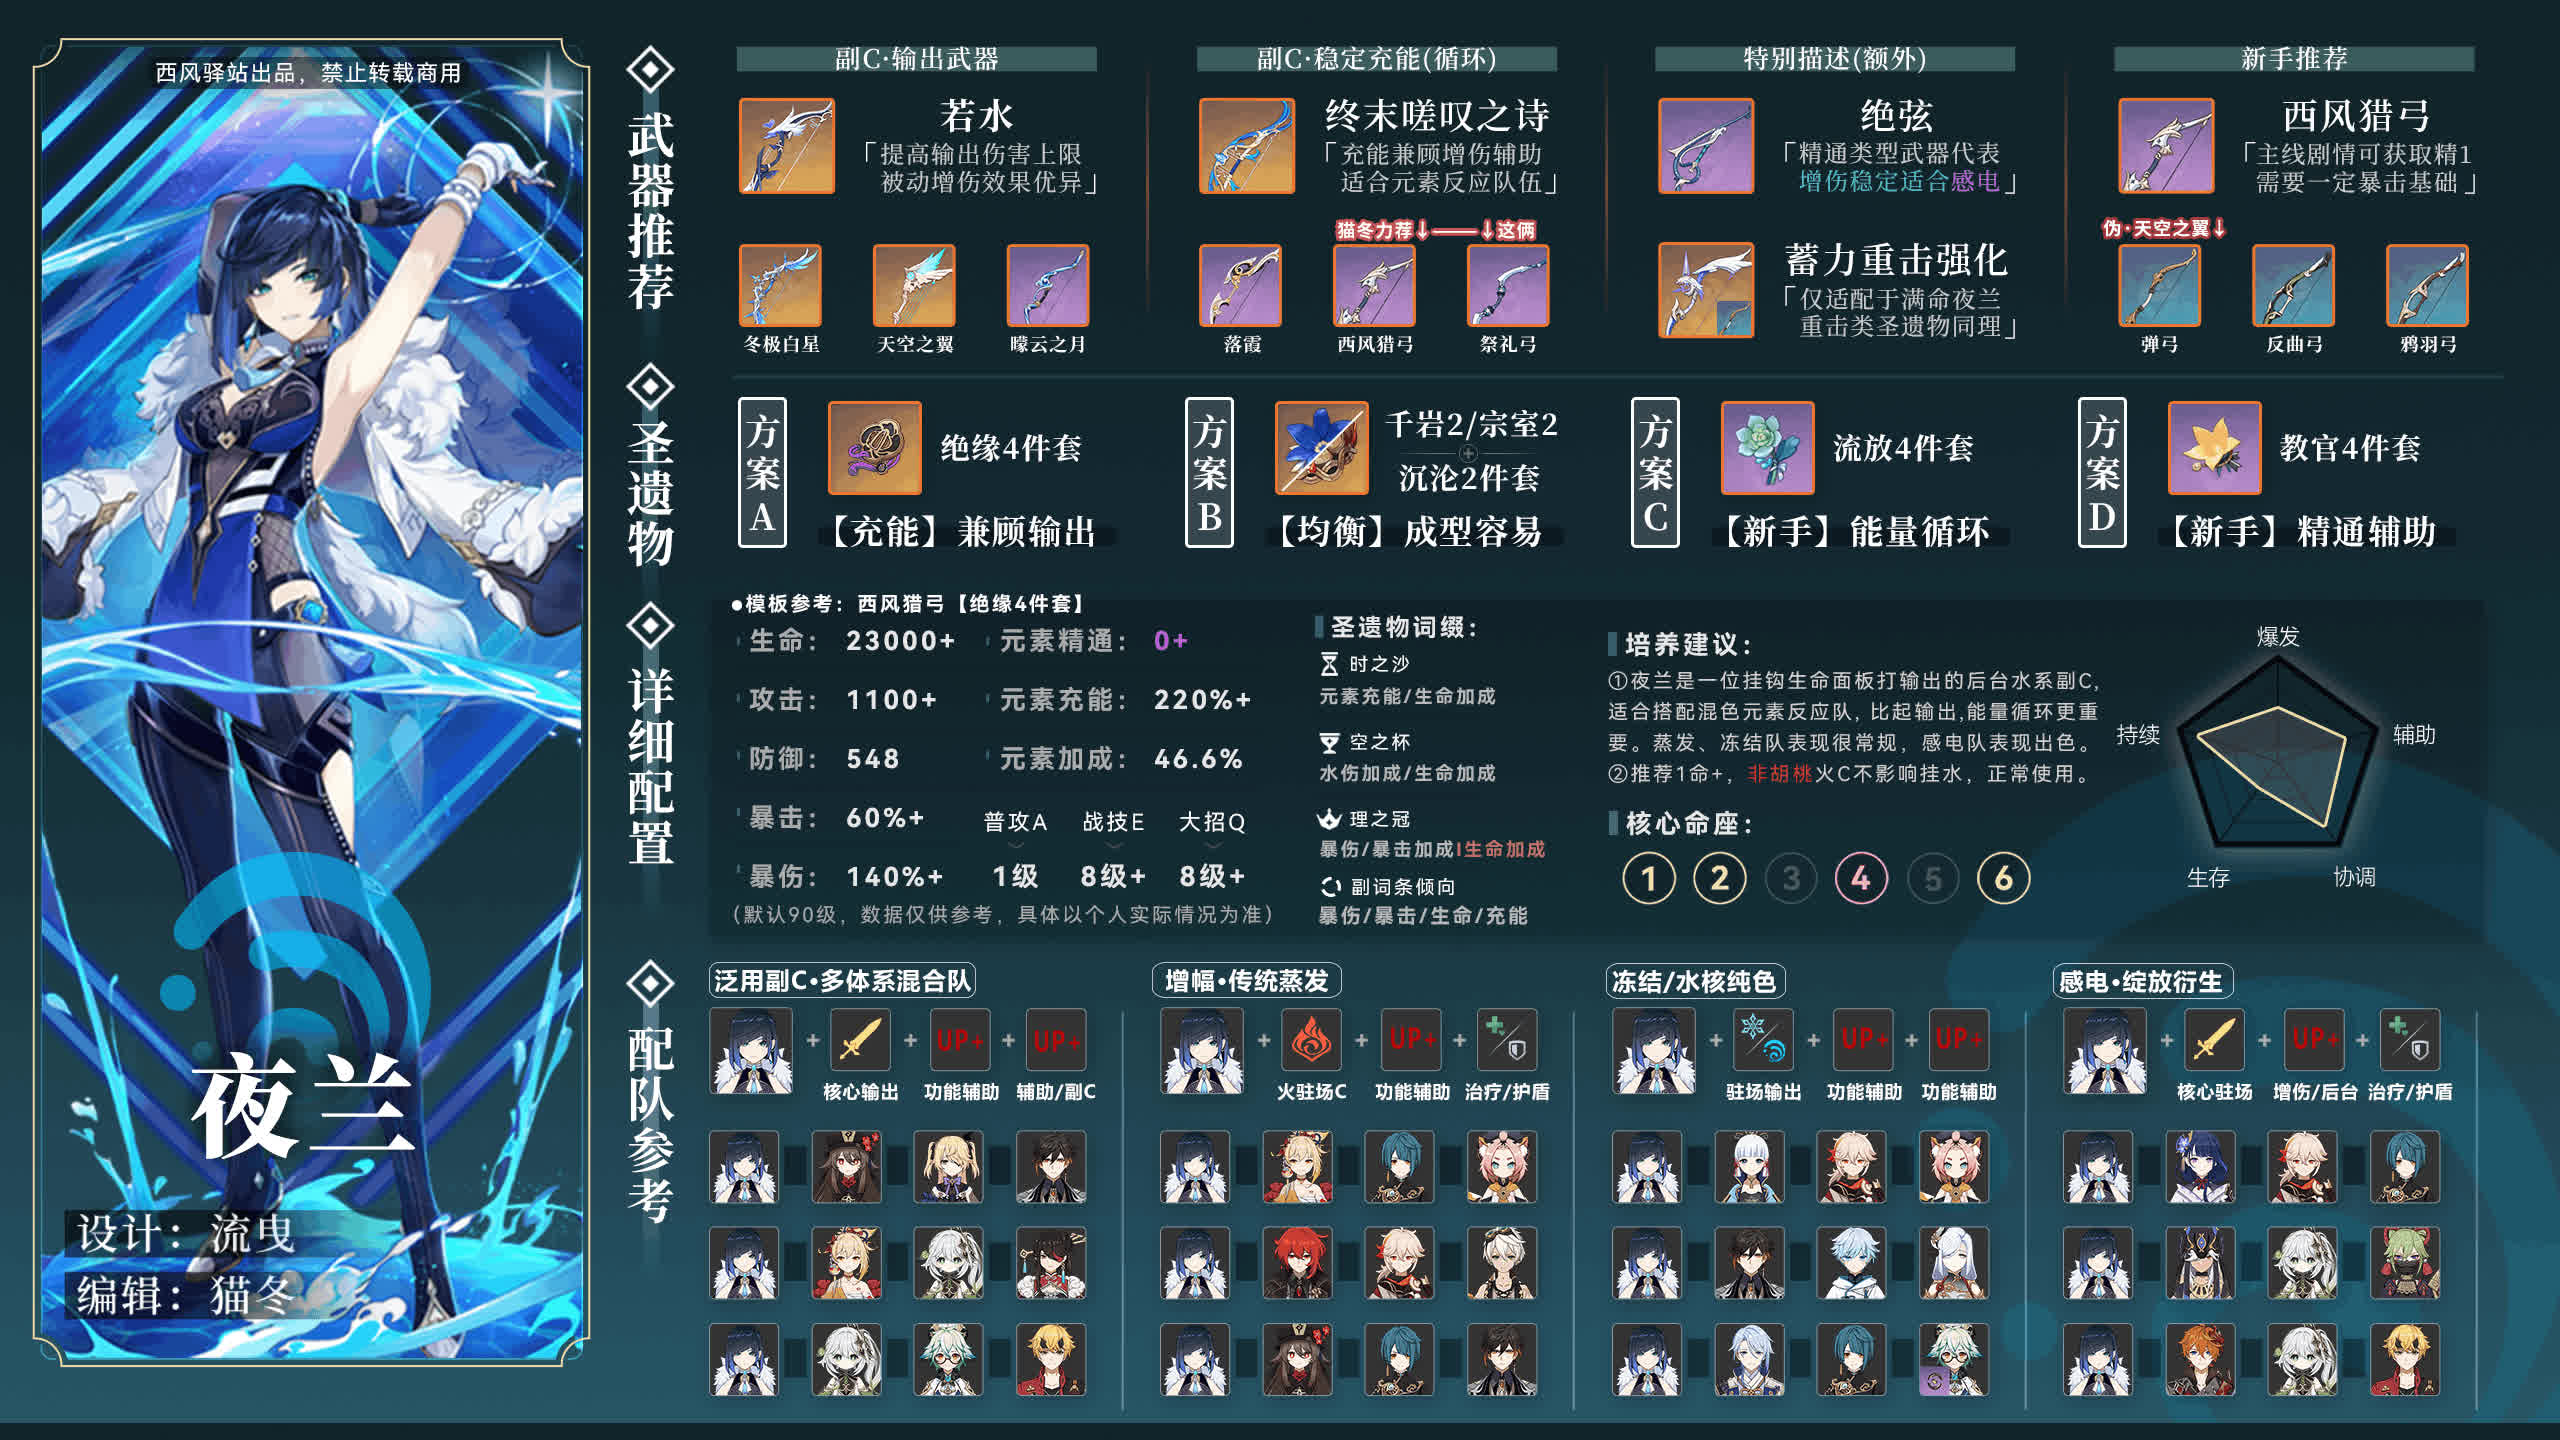 西风驿站出品，禁止转载商用
夜兰
设计：流曳
编辑：猫冬
武器推荐
副C·输出武器
若水
「提高输出伤害上限
被动增伤效果优异」
冬极白星
天空之翼
曚云之月
副C·稳定充能(循环)
终末嗟叹之诗
「充能兼顾增伤辅助
适合元素反应队伍」
猫冬力荐↓——↓这俩
落霞
西风猎弓
祭礼弓
特别描述(额外)
绝弦
「精通类型武器代表
增伤稳定适合感电」
蓄力重击强化
「仅适配于满命夜兰
重击类圣遗物同理」
新手推荐
西风猎弓
「主线剧情可获取精1
需要一定暴击基础」
伪·天空之翼↓
弹弓
反曲弓
鸦羽弓
圣遗物
方案A
绝缘4件套
【充能】兼顾输出
方案B
千岩2/宗室2
沉沦2件套
【均衡】成型容易
方案C
流放4件套
【新手】能量循环
方案D
教官4件套
【新手】精通辅助
详细配置
●模板参考：西风猎弓【绝缘4件套】
生命： 23000+ 元素精通： 0+
攻击： 1100+ 元素充能： 220%+
防御： 548 元素加成： 46.6%
暴击： 60%+ 普攻A 战技E 大招Q
暴伤： 140%+ 1级 8级+ 8级+
(默认90级，数据仅供参考，具体以个人实际情况为准)
圣遗物词缀：
时之沙
元素充能/生命加成
空之杯
水伤加成/生命加成
理之冠
暴伤/暴击加成|生命加成
副词条倾向
暴伤/暴击/生命/充能
培养建议：
①夜兰是一位挂钩生命面板打输出的后台水系副C,
适合搭配混色元素反应队, 比起输出,能量循环更重
要。蒸发、冻结队表现很常规，感电队表现出色。
②推荐1命+，非胡桃火C不影响挂水，正常使用。
核心命座：
1 2 3 4 5 6
爆发
持续
辅助
生存
协调
配队参考
泛用副C·多体系混合队
+ + UP+ + UP+
核心输出 功能辅助 辅助/副C
增幅·传统蒸发
+ + UP+ +
火驻场C 功能辅助 治疗/护盾
冻结/水核纯色
+ + UP+ + UP+
驻场输出 功能辅助 功能辅助
感电·绽放衍生
+ + UP+ +
核心驻场 增伤/后台 治疗/护盾